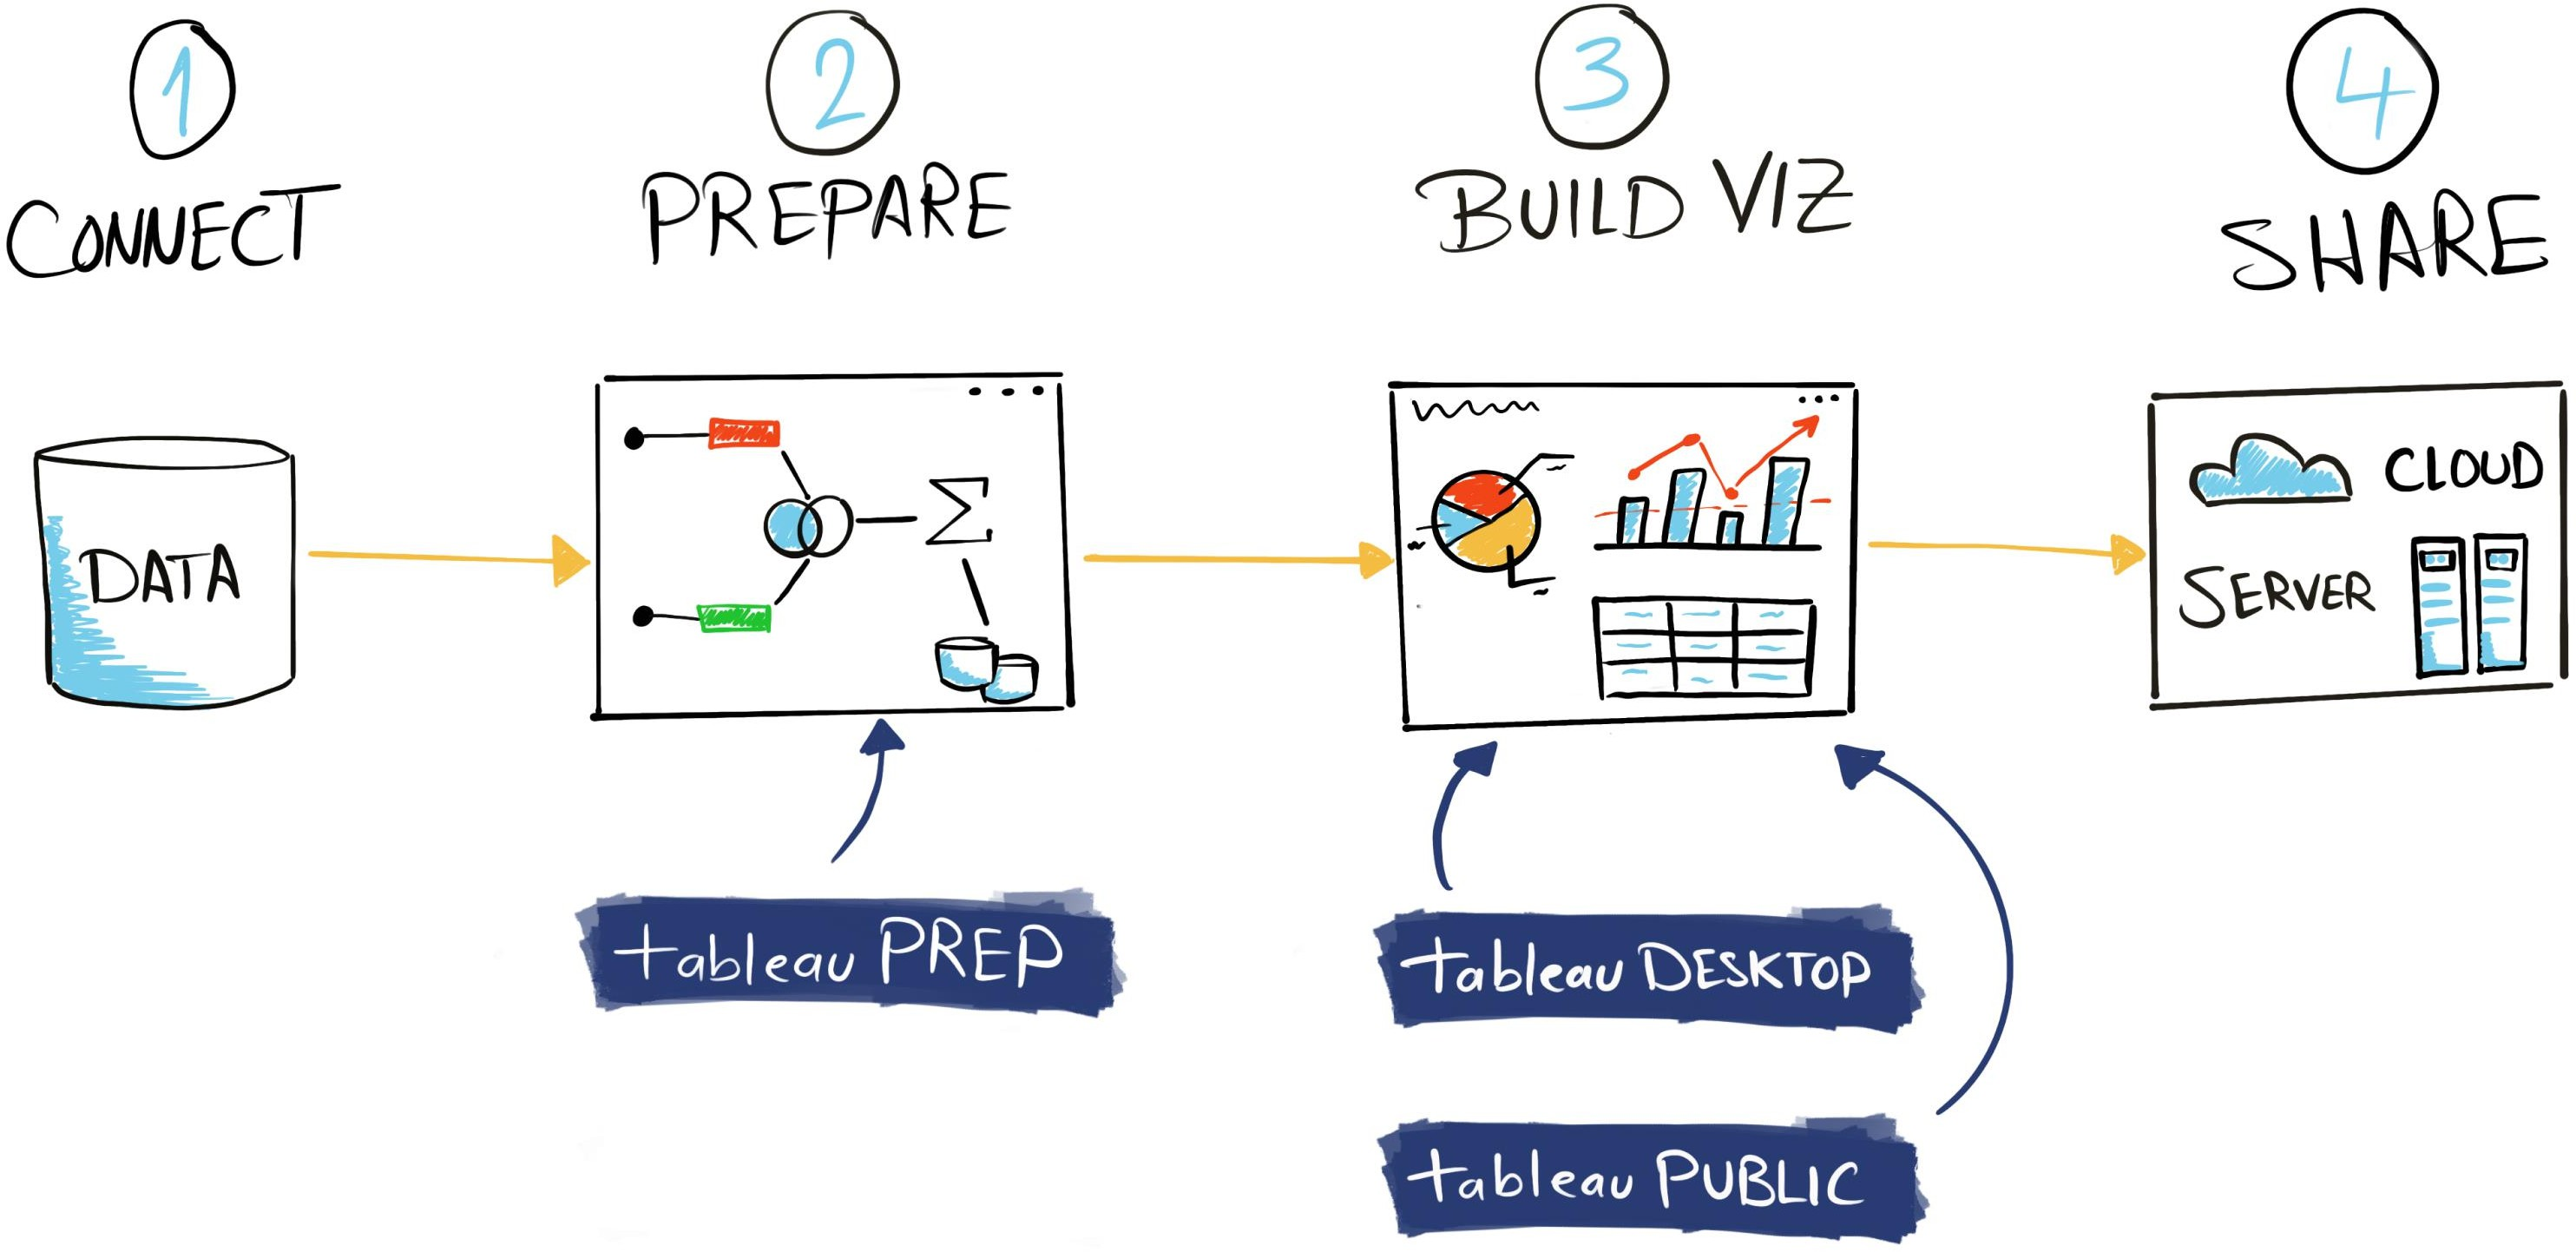 1
CONNECT
2
PREPARE
3
BUILD VIZ
4
SHARE
DATA
Σ
CLOUD
SERVER
tableau PREP
tableau DESKTOP
tableau PUBLIC